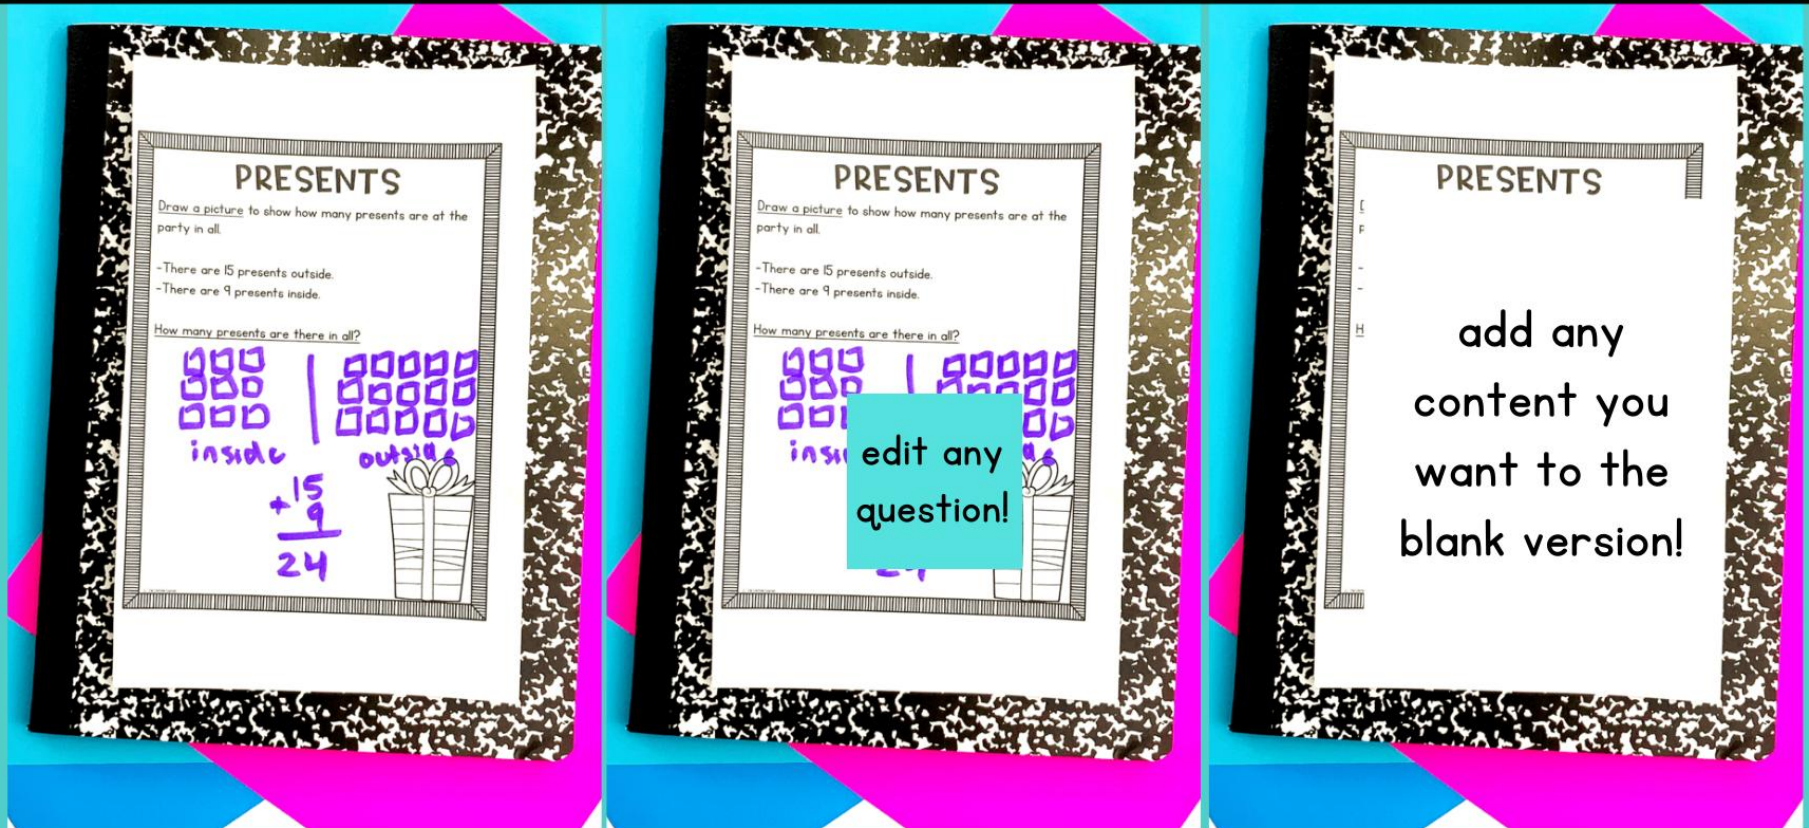 PRESENTS
Draw a picture to show how many presents are at the
party in all.
-There are 15 presents outside.
-There are 9 presents inside.
How many presents are there in all?
inside
outside
15
+ 9
24
PRESENTS
Draw a picture to show how many presents are at the
party in all.
-There are 15 presents outside.
-There are 9 presents inside.
How many presents are there in all?
edit any
question!
24
PRESENTS
add any
content you
want to the
blank version!